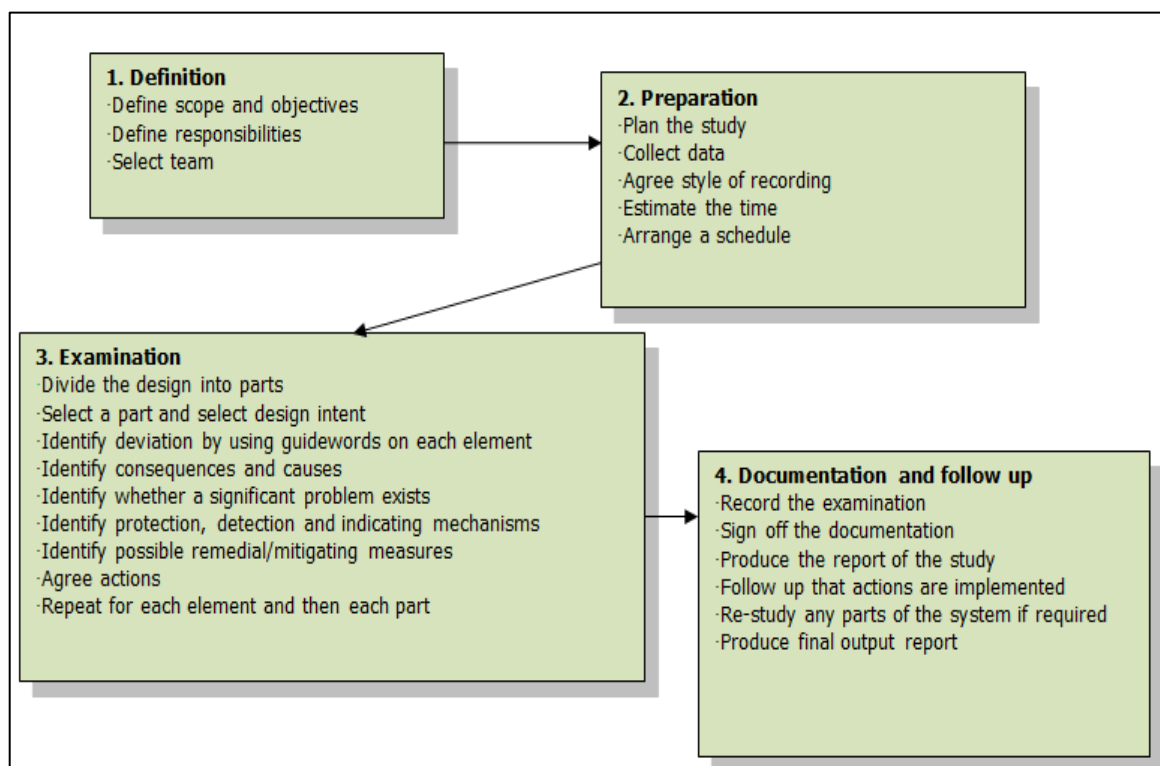 1. Definition
·Define scope and objectives
·Define responsibilities
·Select team
2. Preparation
·Plan the study
·Collect data
·Agree style of recording
·Estimate the time
·Arrange a schedule
3. Examination
·Divide the design into parts
·Select a part and select design intent
·Identify deviation by using guidewords on each element
·Identify consequences and causes
·Identify whether a significant problem exists
·Identify protection, detection and indicating mechanisms
·Identify possible remedial/mitigating measures
·Agree actions
·Repeat for each element and then each part
4. Documentation and follow up
·Record the examination
·Sign off the documentation
·Produce the report of the study
·Follow up that actions are implemented
·Re-study any parts of the system if required
·Produce final output report